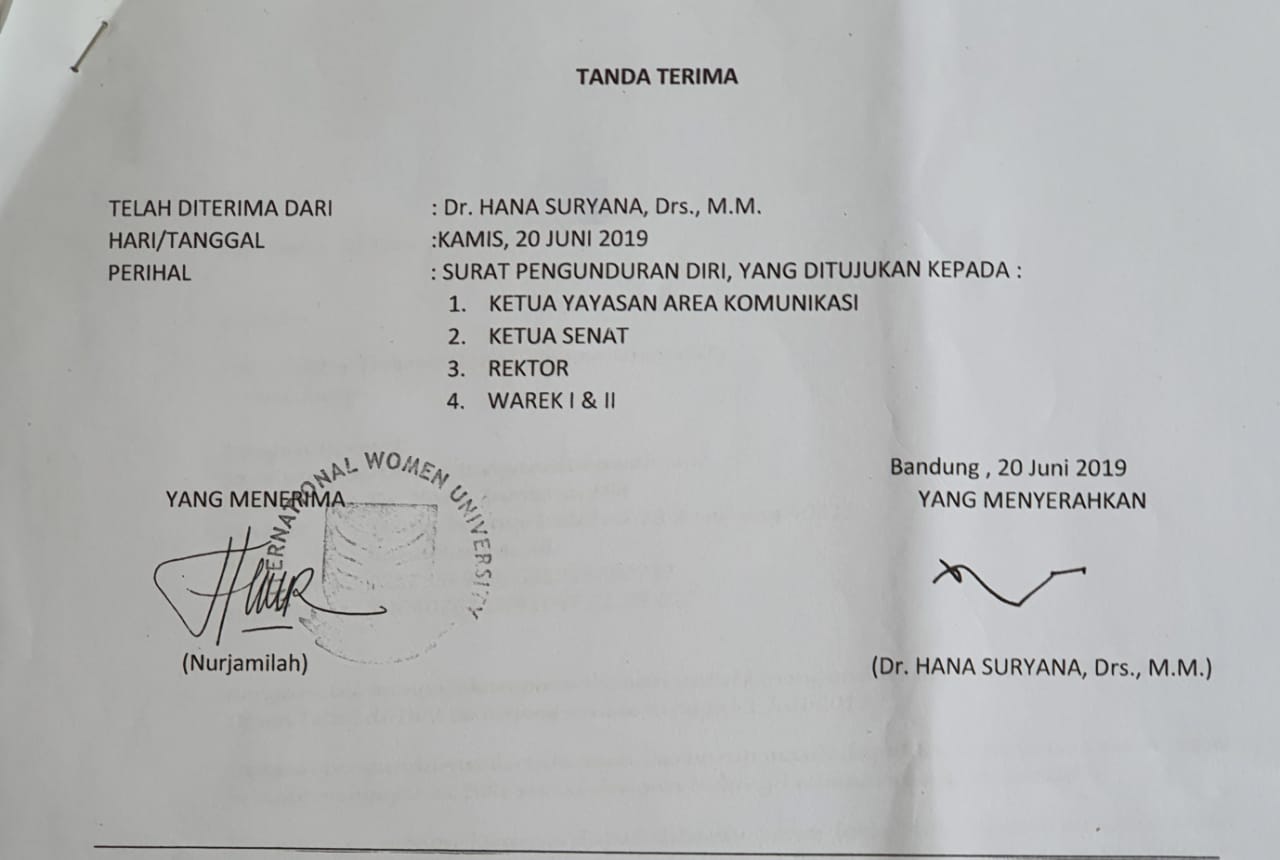 TANDA TERIMA
TELAH DITERIMA DARI : Dr. HANA SURYANA, Drs., M.M.
HARI/TANGGAL :KAMIS, 20 JUNI 2019
PERIHAL : SURAT PENGUNDURAN DIRI, YANG DITUJUKAN KEPADA :
1. KETUA YAYASAN AREA KOMUNIKASI
2. KETUA SENAT
3. REKTOR
4. WAREK I & II
Bandung , 20 Juni 2019
YANG MENERIMA YANG MENYERAHKAN
ERNATIONAL WOMEN UNIVERSITY
(Nurjamilah) (Dr. HANA SURYANA, Drs., M.M.)